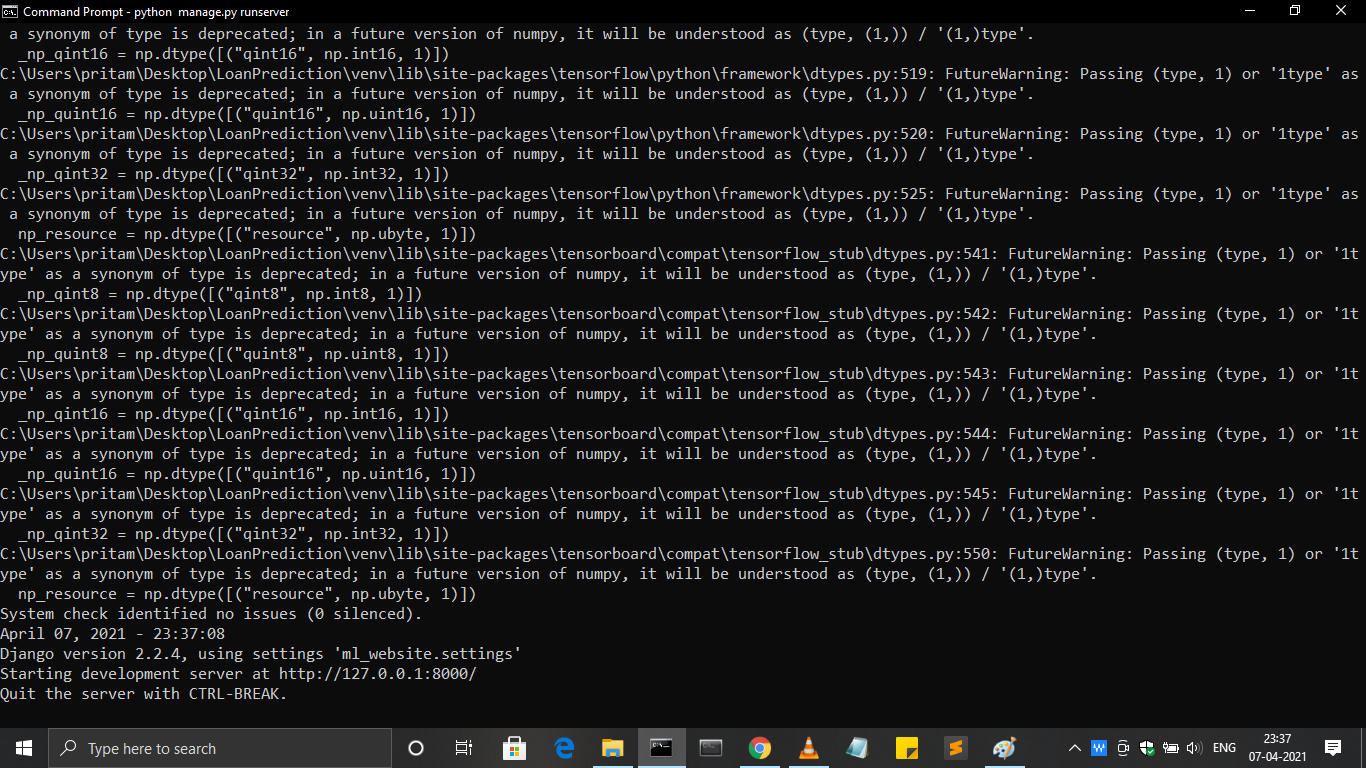 Command Prompt - python  manage.py runserver
 a synonym of type is deprecated; in a future version of numpy, it will be understood as (type, (1,)) / '(1,)type'.
  _np_qint16 = np.dtype([("qint16", np.int16, 1)])
C:\Users\pritam\Desktop\LoanPrediction\venv\lib\site-packages\tensorflow\python\framework\dtypes.py:519: FutureWarning: Passing (type, 1) or '1type' as
 a synonym of type is deprecated; in a future version of numpy, it will be understood as (type, (1,)) / '(1,)type'.
  _np_quint16 = np.dtype([("quint16", np.uint16, 1)])
C:\Users\pritam\Desktop\LoanPrediction\venv\lib\site-packages\tensorflow\python\framework\dtypes.py:520: FutureWarning: Passing (type, 1) or '1type' as
 a synonym of type is deprecated; in a future version of numpy, it will be understood as (type, (1,)) / '(1,)type'.
  _np_qint32 = np.dtype([("qint32", np.int32, 1)])
C:\Users\pritam\Desktop\LoanPrediction\venv\lib\site-packages\tensorflow\python\framework\dtypes.py:525: FutureWarning: Passing (type, 1) or '1type' as
 a synonym of type is deprecated; in a future version of numpy, it will be understood as (type, (1,)) / '(1,)type'.
  np_resource = np.dtype([("resource", np.ubyte, 1)])
C:\Users\pritam\Desktop\LoanPrediction\venv\lib\site-packages\tensorboard\compat\tensorflow_stub\dtypes.py:541: FutureWarning: Passing (type, 1) or '1t
ype' as a synonym of type is deprecated; in a future version of numpy, it will be understood as (type, (1,)) / '(1,)type'.
  _np_qint8 = np.dtype([("qint8", np.int8, 1)])
C:\Users\pritam\Desktop\LoanPrediction\venv\lib\site-packages\tensorboard\compat\tensorflow_stub\dtypes.py:542: FutureWarning: Passing (type, 1) or '1t
ype' as a synonym of type is deprecated; in a future version of numpy, it will be understood as (type, (1,)) / '(1,)type'.
  _np_quint8 = np.dtype([("quint8", np.uint8, 1)])
C:\Users\pritam\Desktop\LoanPrediction\venv\lib\site-packages\tensorboard\compat\tensorflow_stub\dtypes.py:543: FutureWarning: Passing (type, 1) or '1t
ype' as a synonym of type is deprecated; in a future version of numpy, it will be understood as (type, (1,)) / '(1,)type'.
  _np_qint16 = np.dtype([("qint16", np.int16, 1)])
C:\Users\pritam\Desktop\LoanPrediction\venv\lib\site-packages\tensorboard\compat\tensorflow_stub\dtypes.py:544: FutureWarning: Passing (type, 1) or '1t
ype' as a synonym of type is deprecated; in a future version of numpy, it will be understood as (type, (1,)) / '(1,)type'.
  _np_quint16 = np.dtype([("quint16", np.uint16, 1)])
C:\Users\pritam\Desktop\LoanPrediction\venv\lib\site-packages\tensorboard\compat\tensorflow_stub\dtypes.py:545: FutureWarning: Passing (type, 1) or '1t
ype' as a synonym of type is deprecated; in a future version of numpy, it will be understood as (type, (1,)) / '(1,)type'.
  _np_qint32 = np.dtype([("qint32", np.int32, 1)])
C:\Users\pritam\Desktop\LoanPrediction\venv\lib\site-packages\tensorboard\compat\tensorflow_stub\dtypes.py:550: FutureWarning: Passing (type, 1) or '1t
ype' as a synonym of type is deprecated; in a future version of numpy, it will be understood as (type, (1,)) / '(1,)type'.
  np_resource = np.dtype([("resource", np.ubyte, 1)])
System check identified no issues (0 silenced).
April 07, 2021 - 23:37:08
Django version 2.2.4, using settings 'ml_website.settings'
Starting development server at http://127.0.0.1:8000/
Quit the server with CTRL-BREAK.
Type here to search
ENG
23:37
07-04-2021